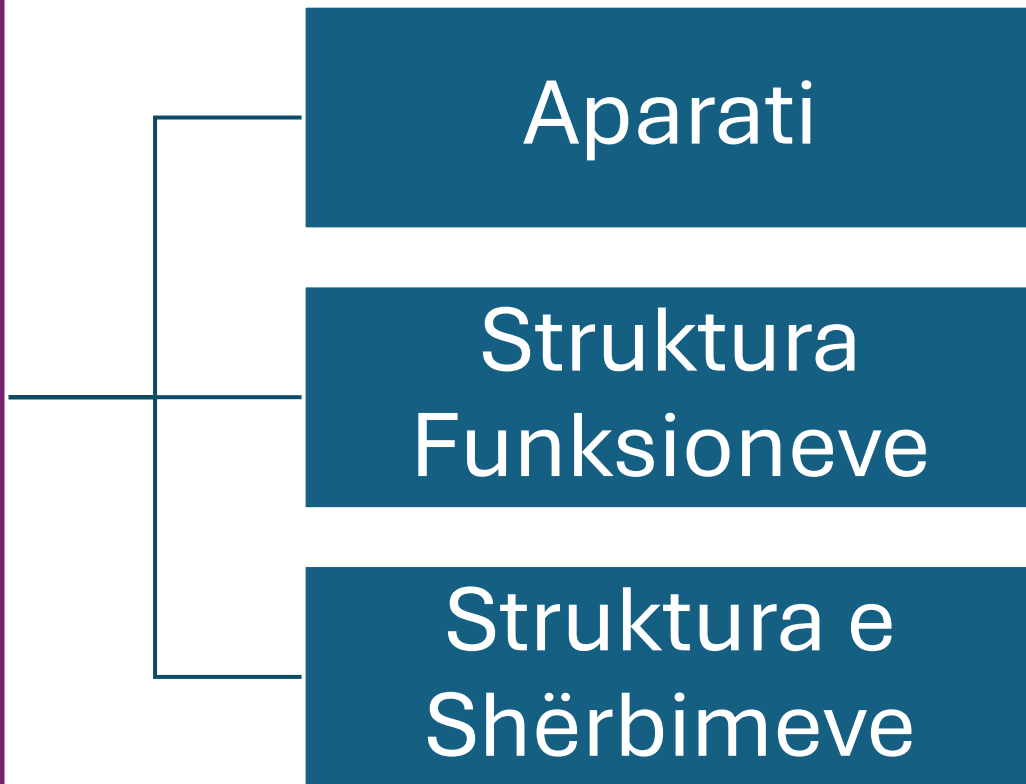 Aparati
Struktura
Funksioneve
Struktura e
Shërbimeve